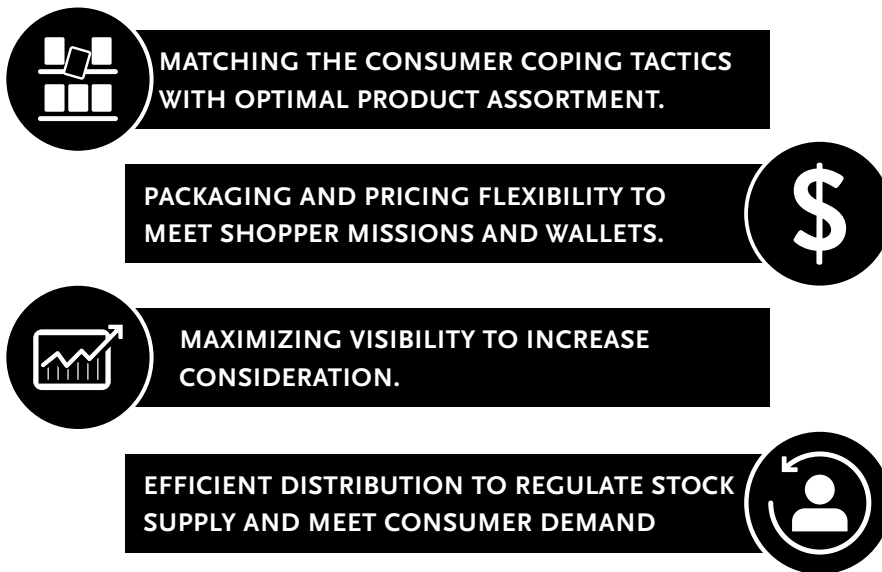 MATCHING THE CONSUMER COPING TACTICS
WITH OPTIMAL PRODUCT ASSORTMENT.
PACKAGING AND PRICING FLEXIBILITY TO
MEET SHOPPER MISSIONS AND WALLETS.
$
MAXIMIZING VISIBILITY TO INCREASE
CONSIDERATION.
EFFICIENT DISTRIBUTION TO REGULATE STOCK
SUPPLY AND MEET CONSUMER DEMAND